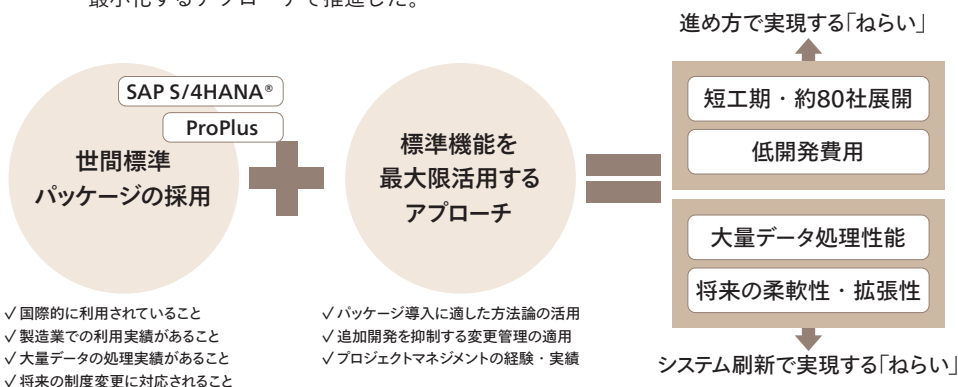 最小化するアプローチで推進した。
進め方で実現する「ねらい」
SAP S/4HANA®
ProPlus
世間標準
パッケージの採用
標準機能を
最大限活用する
アプローチ
短工期・約80社展開
低開発費用
大量データ処理性能
将来の柔軟性・拡張性
✓国際的に利用されていること
✓製造業での利用実績があること
✓大量データの処理実績があること
✓将来の制度変更に対応されること
✓パッケージ導入に適した方法論の活用
✓追加開発を抑制する変更管理の適用
✓プロジェクトマネジメントの経験・実績
システム刷新で実現する「ねらい」